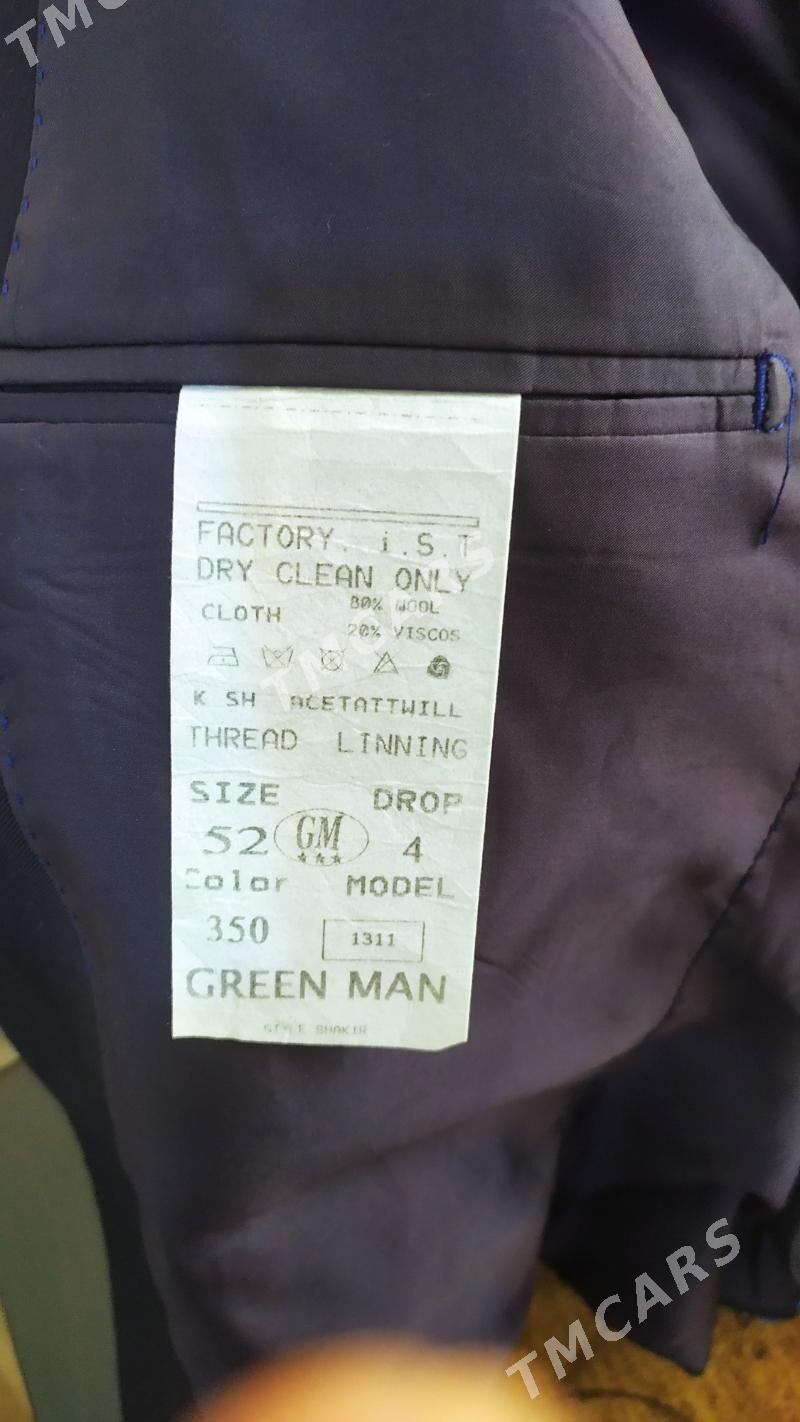 TMCARS
FACTORY. i.S.T
DRY CLEAN ONLY
CLOTH 80% WOOL
20% VISCOS
TMCARS
K SH ACETATTWILL
THREAD LINNING
SIZE DROP
52 GM 4
Color MODEL
350 1311
GREEN MAN
STYLE SHAKIR
TMCARS